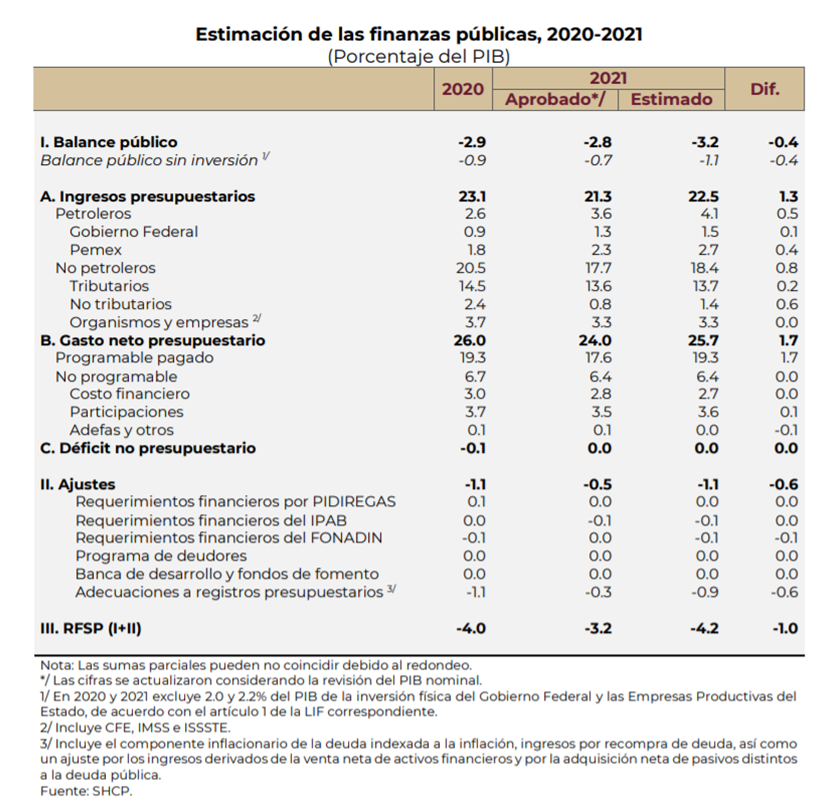 Estimación de las finanzas públicas, 2020-2021
(Porcentaje del PIB)
2020 2021 Dif.
Aprobado*/ Estimado
I. Balance público -2.9 -2.8 -3.2 -0.4
Balance público sin inversión 1/ -0.9 -0.7 -1.1 -0.4
A. Ingresos presupuestarios 23.1 21.3 22.5 1.3
Petroleros 2.6 3.6 4.1 0.5
Gobierno Federal 0.9 1.3 1.5 0.1
Pemex 1.8 2.3 2.7 0.4
No petroleros 20.5 17.7 18.4 0.8
Tributarios 14.5 13.6 13.7 0.2
No tributarios 2.4 0.8 1.4 0.6
Organismos y empresas 2/ 3.7 3.3 3.3 0.0
B. Gasto neto presupuestario 26.0 24.0 25.7 1.7
Programable pagado 19.3 17.6 19.3 1.7
No programable 6.7 6.4 6.4 0.0
Costo financiero 3.0 2.8 2.7 0.0
Participaciones 3.7 3.5 3.6 0.1
Adefas y otros 0.1 0.1 0.0 -0.1
C. Déficit no presupuestario -0.1 0.0 0.0 0.0
II. Ajustes -1.1 -0.5 -1.1 -0.6
Requerimientos financieros por PIDIREGAS 0.1 0.0 0.0 0.0
Requerimientos financieros del IPAB 0.0 -0.1 -0.1 0.0
Requerimientos financieros del FONADIN -0.1 0.0 -0.1 -0.1
Programa de deudores 0.0 0.0 0.0 0.0
Banca de desarrollo y fondos de fomento 0.0 0.0 0.0 0.0
Adecuaciones a registros presupuestarios 3/ -1.1 -0.3 -0.9 -0.6
III. RFSP (I+II) -4.0 -3.2 -4.2 -1.0
Nota: Las sumas parciales pueden no coincidir debido al redondeo.
*/ Las cifras se actualizaron considerando la revisión del PIB nominal.
1/ En 2020 y 2021 excluye 2.0 y 2.2% del PIB de la inversión física del Gobierno Federal y las Empresas Productivas del
Estado, de acuerdo con el artículo 1 de la LIF correspondiente.
2/ Incluye CFE, IMSS e ISSSTE.
3/ Incluye el componente inflacionario de la deuda indexada a la inflación, ingresos por recompra de deuda, así como
un ajuste por los ingresos derivados de la venta neta de activos financieros y por la adquisición neta de pasivos distintos
a la deuda pública.
Fuente: SHCP.